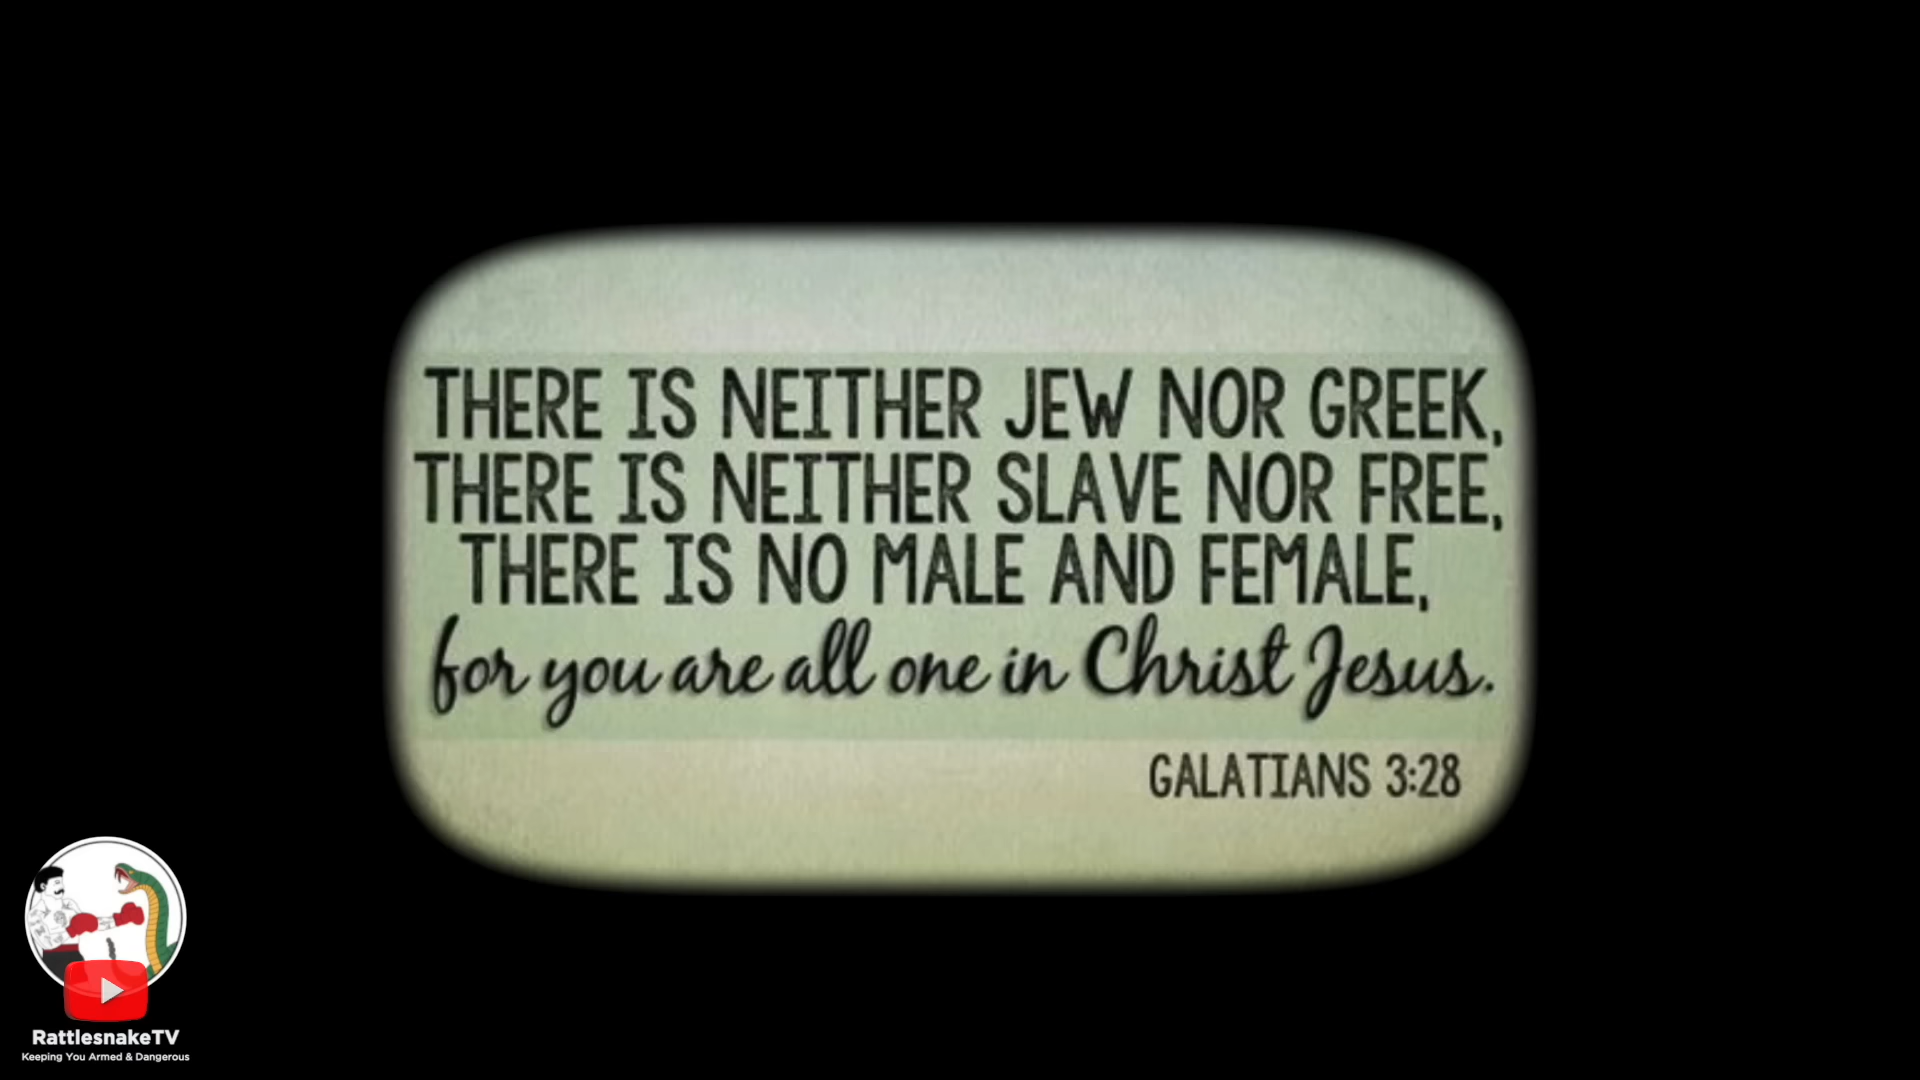 THERE IS NEITHER JEW NOR GREEK,
THERE IS NEITHER SLAVE NOR FREE,
THERE IS NO MALE AND FEMALE,
for you are all one in Christ Jesus.
GALATIANS 3:28
RattlesnakeTV
Keeping You Armed & Dangerous